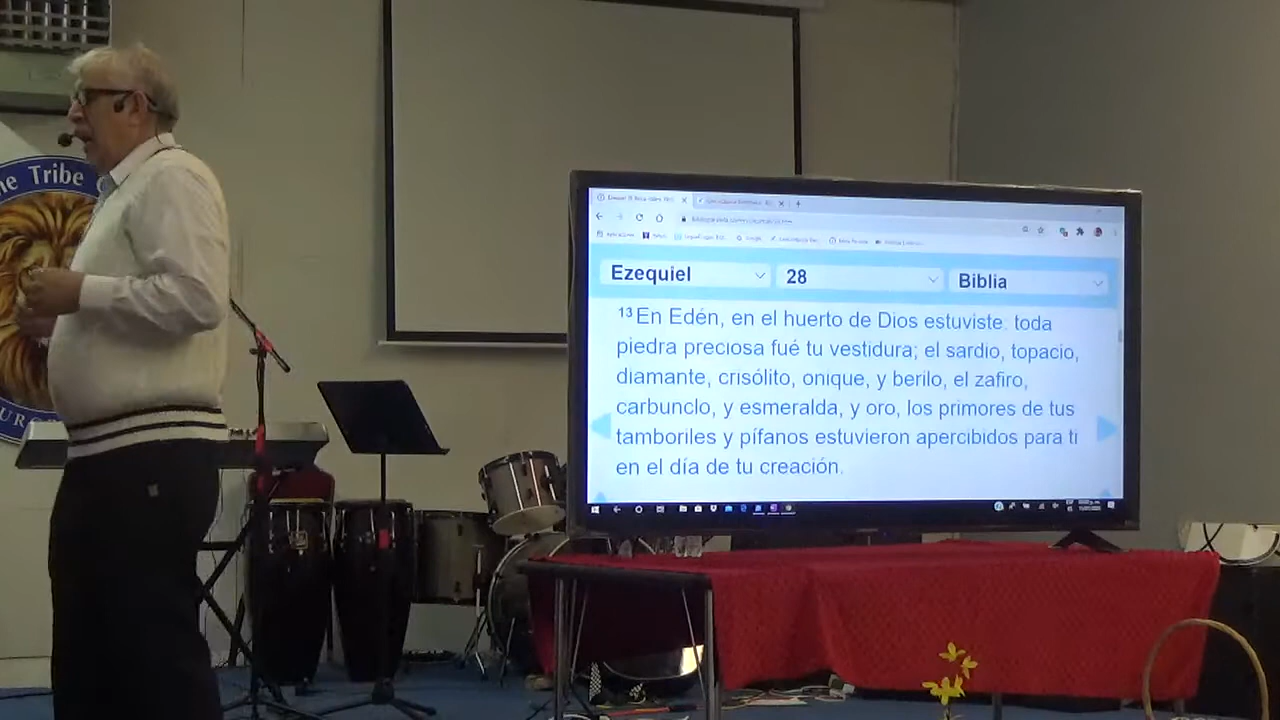 he Tribe
URO
Ezequiel
28
Biblia
13 En Edén, en el huerto de Dios estuviste: toda
piedra preciosa fué tu vestidura; el sardio, topacio,
diamante, crisólito, onique, y berilo, el zafiro,
carbunclo, y esmeralda, y oro, los primores de tus
tamboriles y pífanos estuvieron apercibidos para ti
en el día de tu creación.